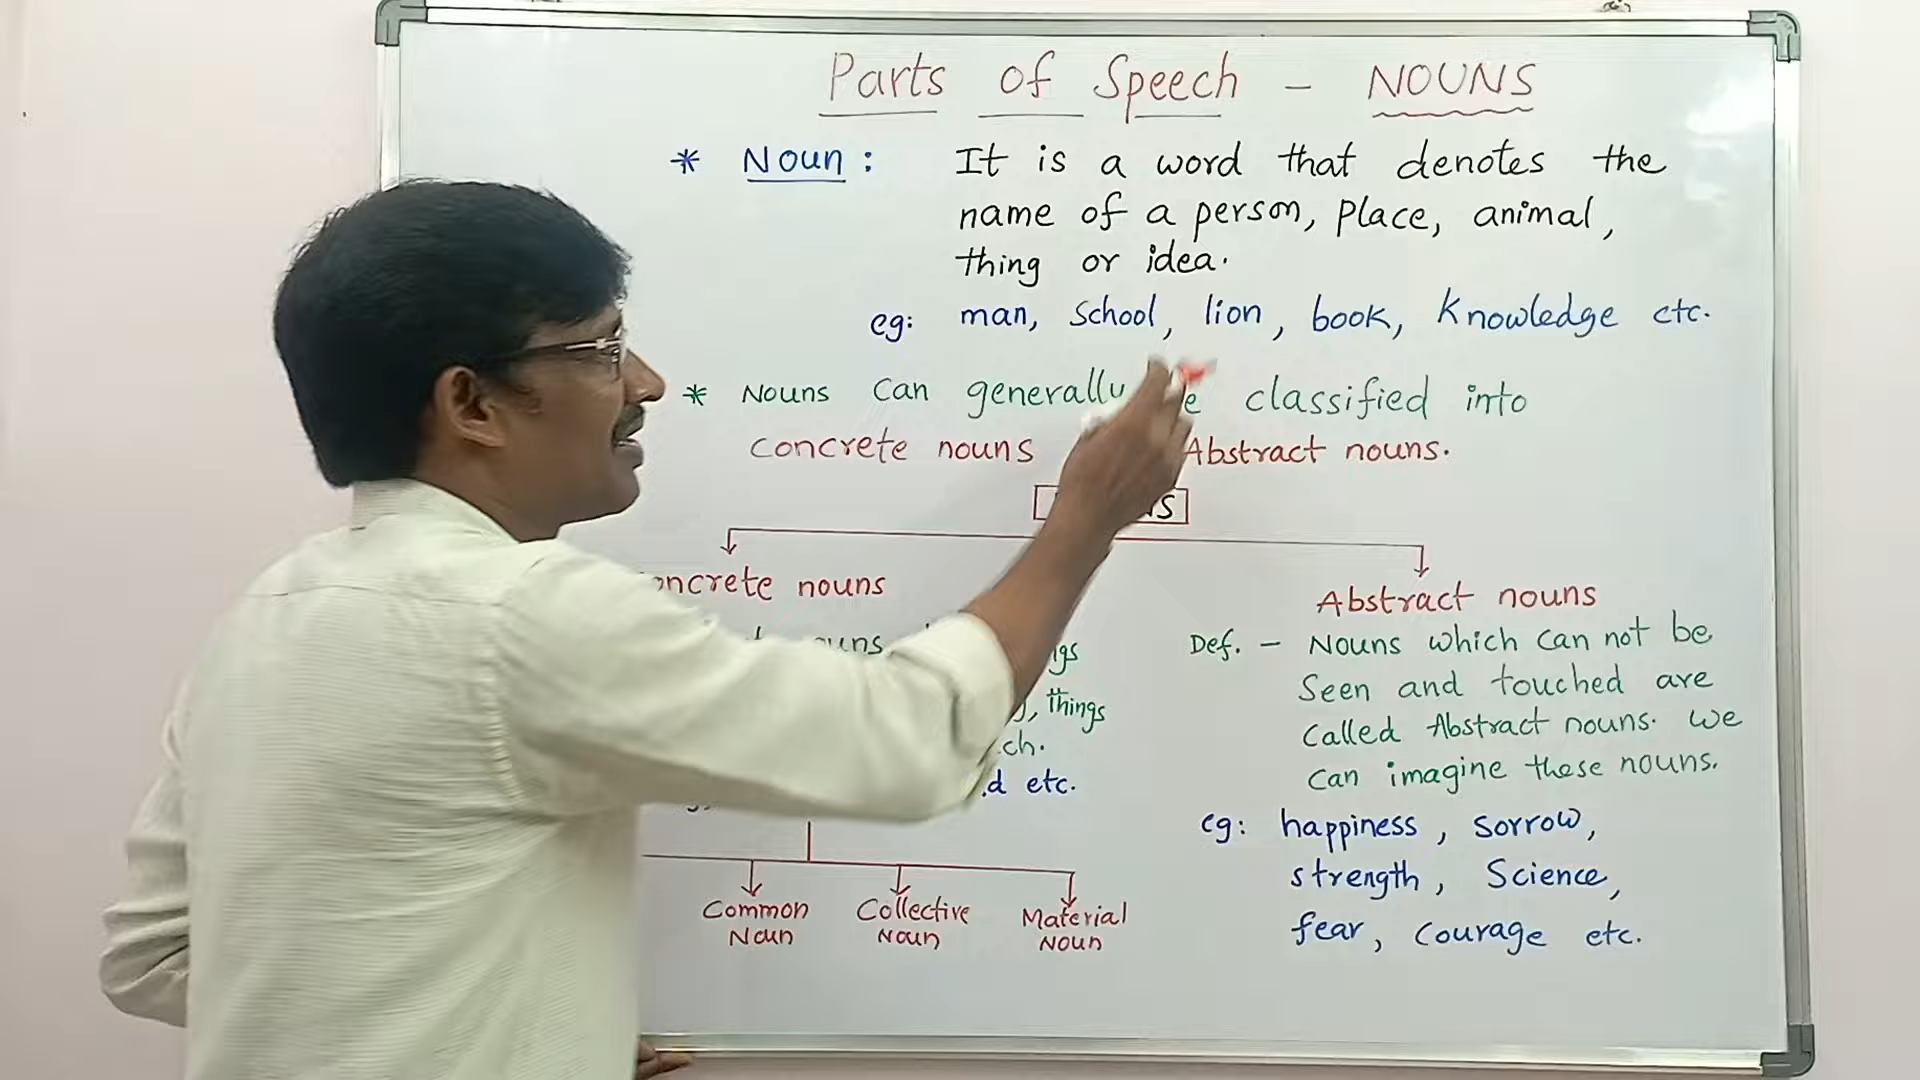 Parts of Speech - NOUNS
* Noun : It is a word that denotes the
name of a person, place, animal,
thing or idea.
eg: man, school, lion, book, Knowledge etc.
* Nouns can generally classified into
concrete nouns Abstract nouns.
nouns
Abstract nouns
Def. - Nouns which can not be
seen and touched are
called Abstract nouns. We
can imagine these nouns.
things
etc.
eg: happiness, sorrow,
strength, Science,
fear, courage etc.
Common Noun
Collective Noun
Material Noun